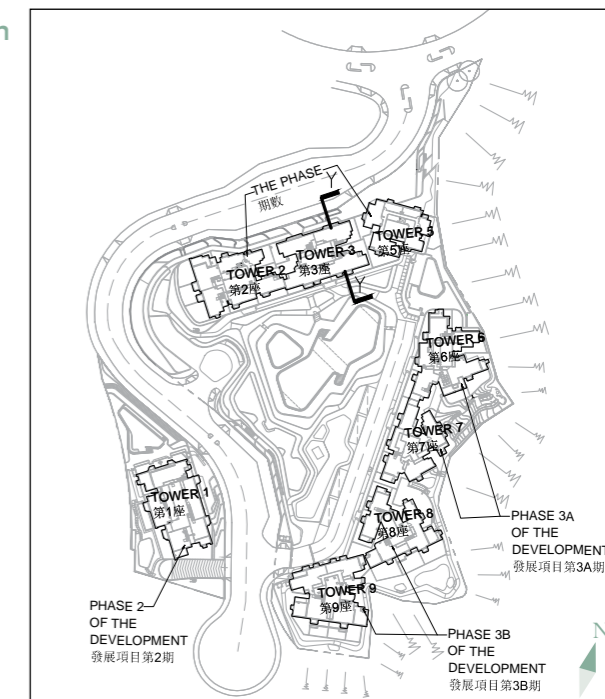 n
THE PHASE
期數
Y
TOWER 5
第5座
TOWER 3
第3座
TOWER 2
第2座
Y
TOWER 6
第6座
TOWER 7
第7座
TOWER 1
第1座
TOWER 8
第8座
PHASE 3A
OF THE
DEVELOPMENT
發展項目第3A期
TOWER 9
第9座
PHASE 2
OF THE
DEVELOPMENT
發展項目第2期
PHASE 3B
OF THE
DEVELOPMENT
發展項目第3B期
N